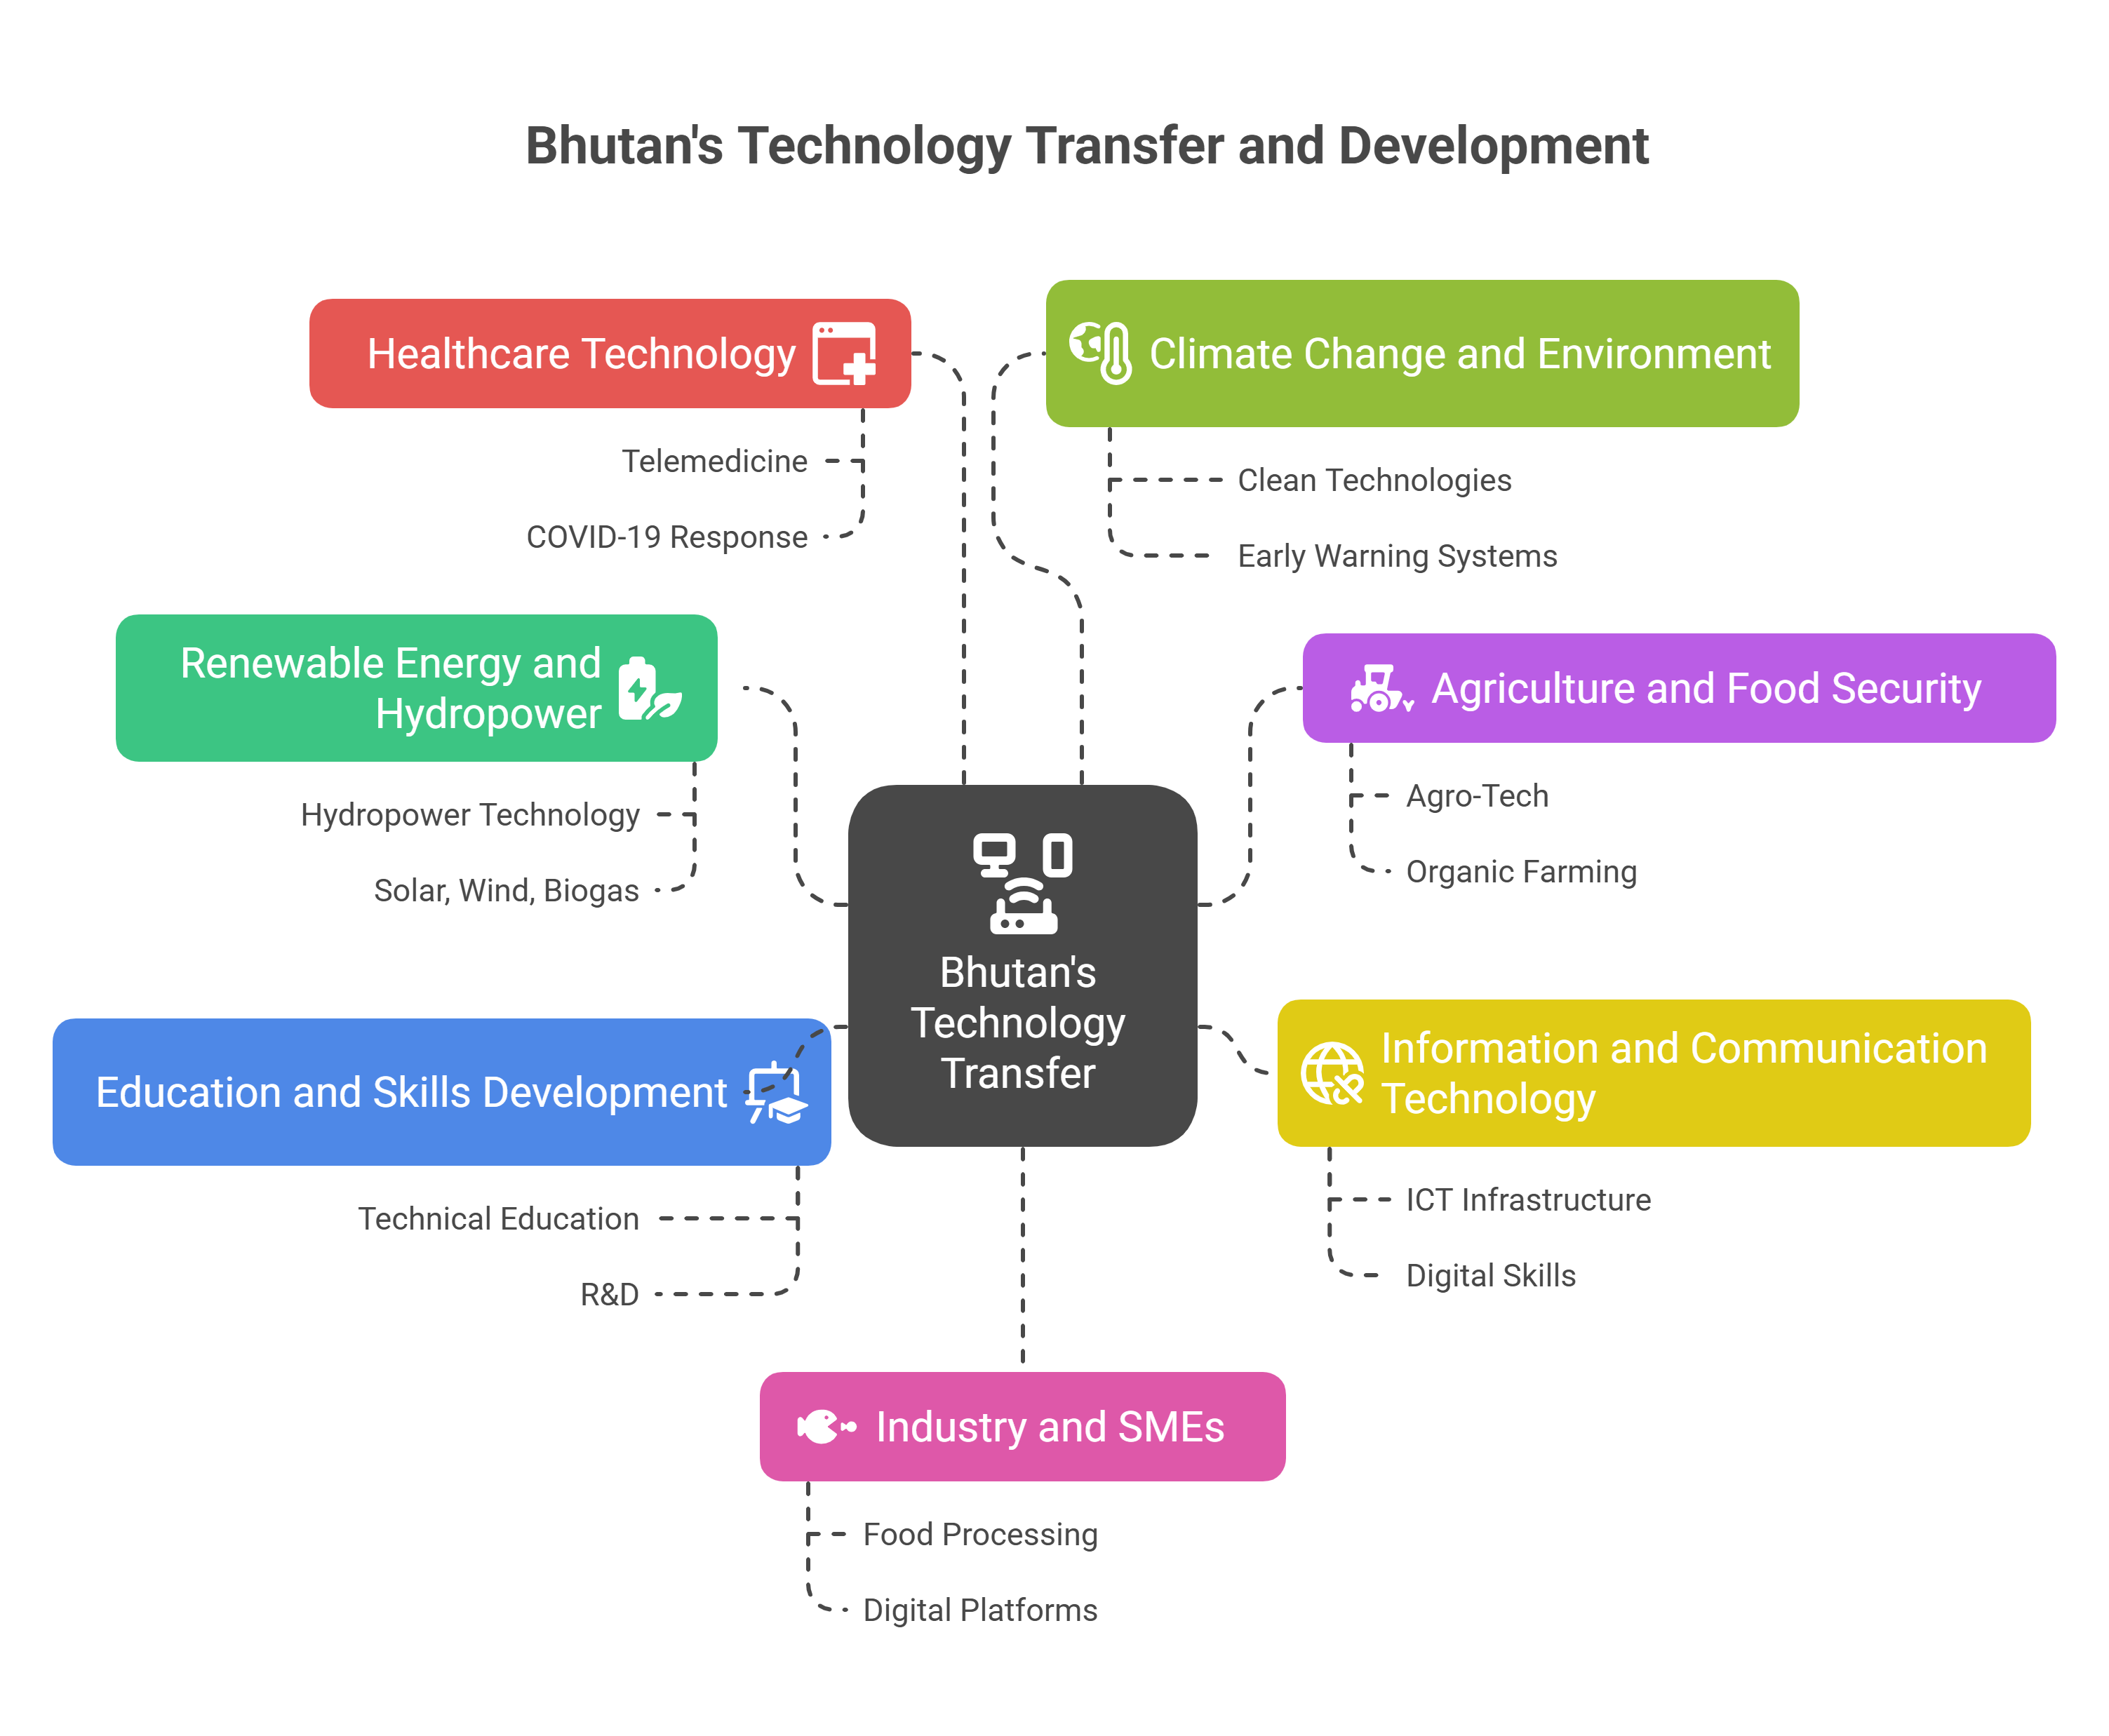 Bhutan's Technology Transfer and Development
Healthcare Technology
Telemedicine
COVID-19 Response
Climate Change and Environment
Clean Technologies
Early Warning Systems
Renewable Energy and
Hydropower
Hydropower Technology
Solar, Wind, Biogas
Agriculture and Food Security
Agro-Tech
Organic Farming
Bhutan's
Technology
Transfer
Education and Skills Development
Technical Education
R&D
Information and Communication
Technology
ICT Infrastructure
Digital Skills
Industry and SMEs
Food Processing
Digital Platforms